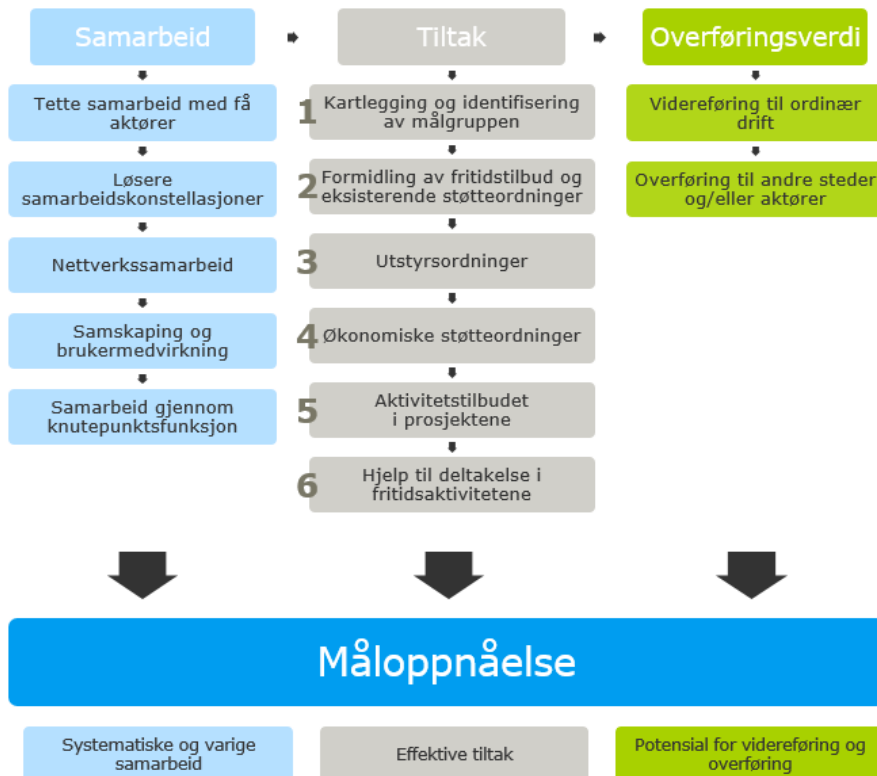 Samarbeid
Tiltak
Overføringsverdi
Tette samarbeid med få
aktører
Løsere
samarbeidskonstellasjoner
Nettverkssamarbeid
Samskaping og
brukermedvirkning
Samarbeid gjennom
knutepunktsfunksjon
1
Kartlegging og identifisering
av målgruppen
2
Formidling av fritidstilbud og
eksisterende støtteordninger
3
Utstyrsordninger
4
Økonomiske støtteordninger
5
Aktivitetstilbudet
i prosjektene
6
Hjelp til deltakelse i
fritidsaktivitetene
Videreføring til ordinær
drift
Overføring til andre steder
og/eller aktører
Måloppnåelse
Systematiske og varige
samarbeid
Effektive tiltak
Potensial for videreføring og
overføring